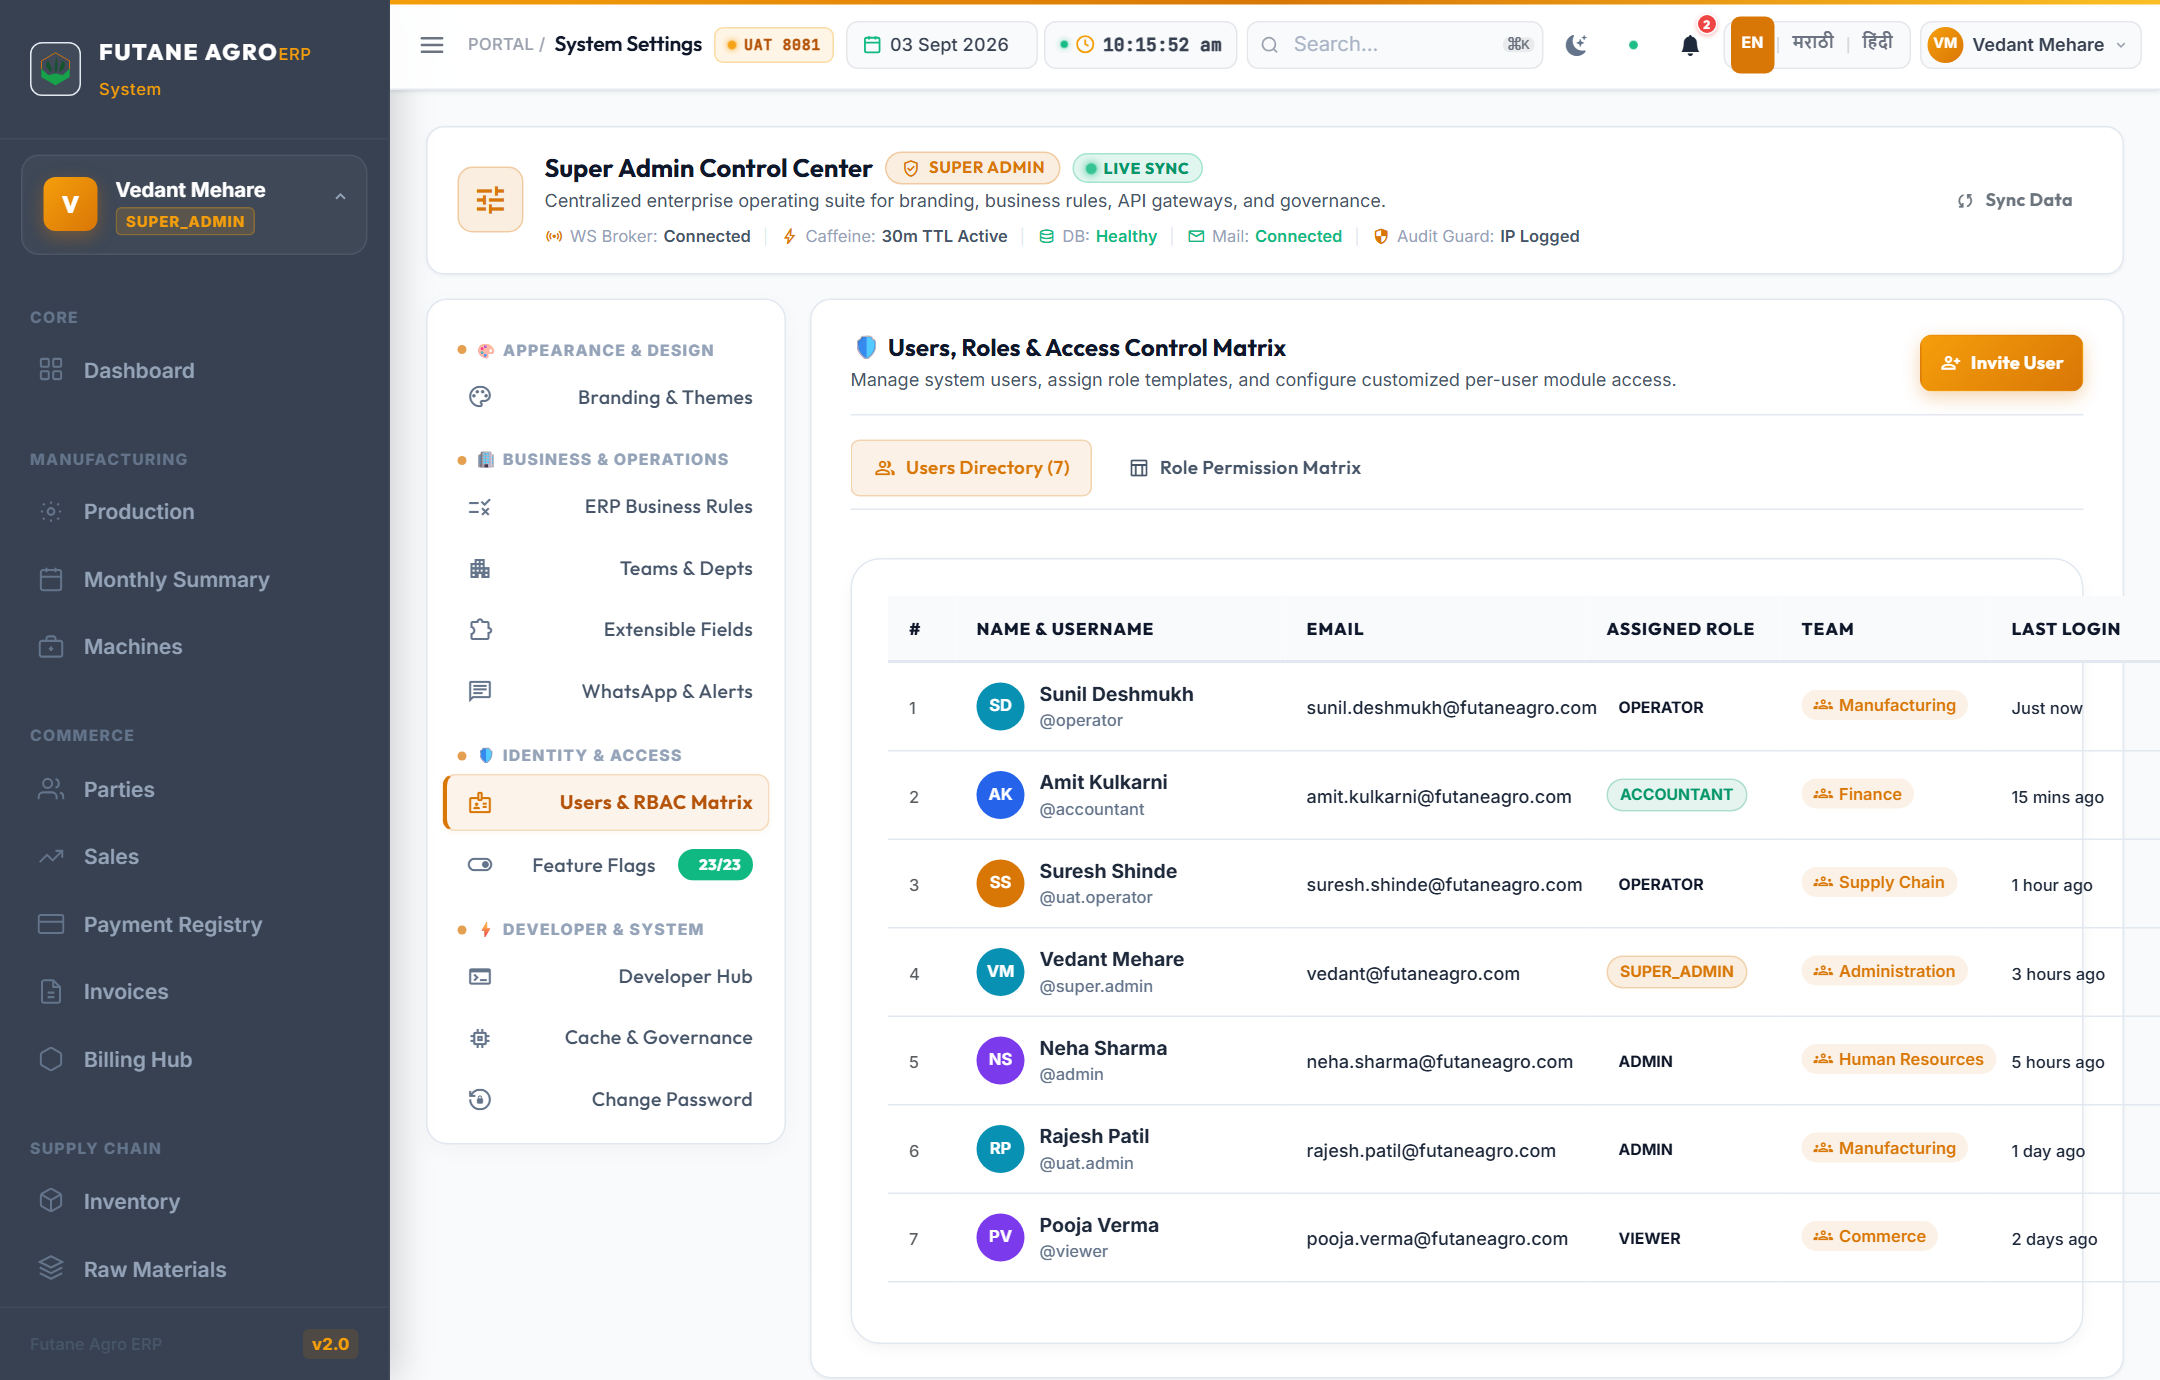 FUTANE AGROERP
System
Vedant Mehare
SUPER_ADMIN
V
CORE
Dashboard
MANUFACTURING
Production
Monthly Summary
Machines
COMMERCE
Parties
Sales
Payment Registry
Invoices
Billing Hub
SUPPLY CHAIN
Inventory
Raw Materials
Futane Agro ERP
v2.0
PORTAL / System Settings
UAT 8081
03 Sept 2026
10:15:52 am
Search...
⌘K
2
EN
मराठी
हिंदी
VM
Vedant Mehare
Super Admin Control Center
SUPER ADMIN
LIVE SYNC
Centralized enterprise operating suite for branding, business rules, API gateways, and governance.
WS Broker: Connected
Caffeine: 30m TTL Active
DB: Healthy
Mail: Connected
Audit Guard: IP Logged
Sync Data
APPEARANCE & DESIGN
Branding & Themes
BUSINESS & OPERATIONS
ERP Business Rules
Teams & Depts
Extensible Fields
WhatsApp & Alerts
IDENTITY & ACCESS
Users & RBAC Matrix
Feature Flags 23/23
DEVELOPER & SYSTEM
Developer Hub
Cache & Governance
Change Password
Users, Roles & Access Control Matrix
Manage system users, assign role templates, and configure customized per-user module access.
Invite User
Users Directory (7)
Role Permission Matrix
# NAME & USERNAME EMAIL ASSIGNED ROLE TEAM LAST LOGIN
1 SD Sunil Deshmukh sunil.deshmukh@futaneagro.com OPERATOR Manufacturing Just now
@operator
2 AK Amit Kulkarni amit.kulkarni@futaneagro.com ACCOUNTANT Finance 15 mins ago
@accountant
3 SS Suresh Shinde suresh.shinde@futaneagro.com OPERATOR Supply Chain 1 hour ago
@uat.operator
4 VM Vedant Mehare vedant@futaneagro.com SUPER_ADMIN Administration 3 hours ago
@super.admin
5 NS Neha Sharma neha.sharma@futaneagro.com ADMIN Human Resources 5 hours ago
@admin
6 RP Rajesh Patil rajesh.patil@futaneagro.com ADMIN Manufacturing 1 day ago
@uat.admin
7 PV Pooja Verma pooja.verma@futaneagro.com VIEWER Commerce 2 days ago
@viewer